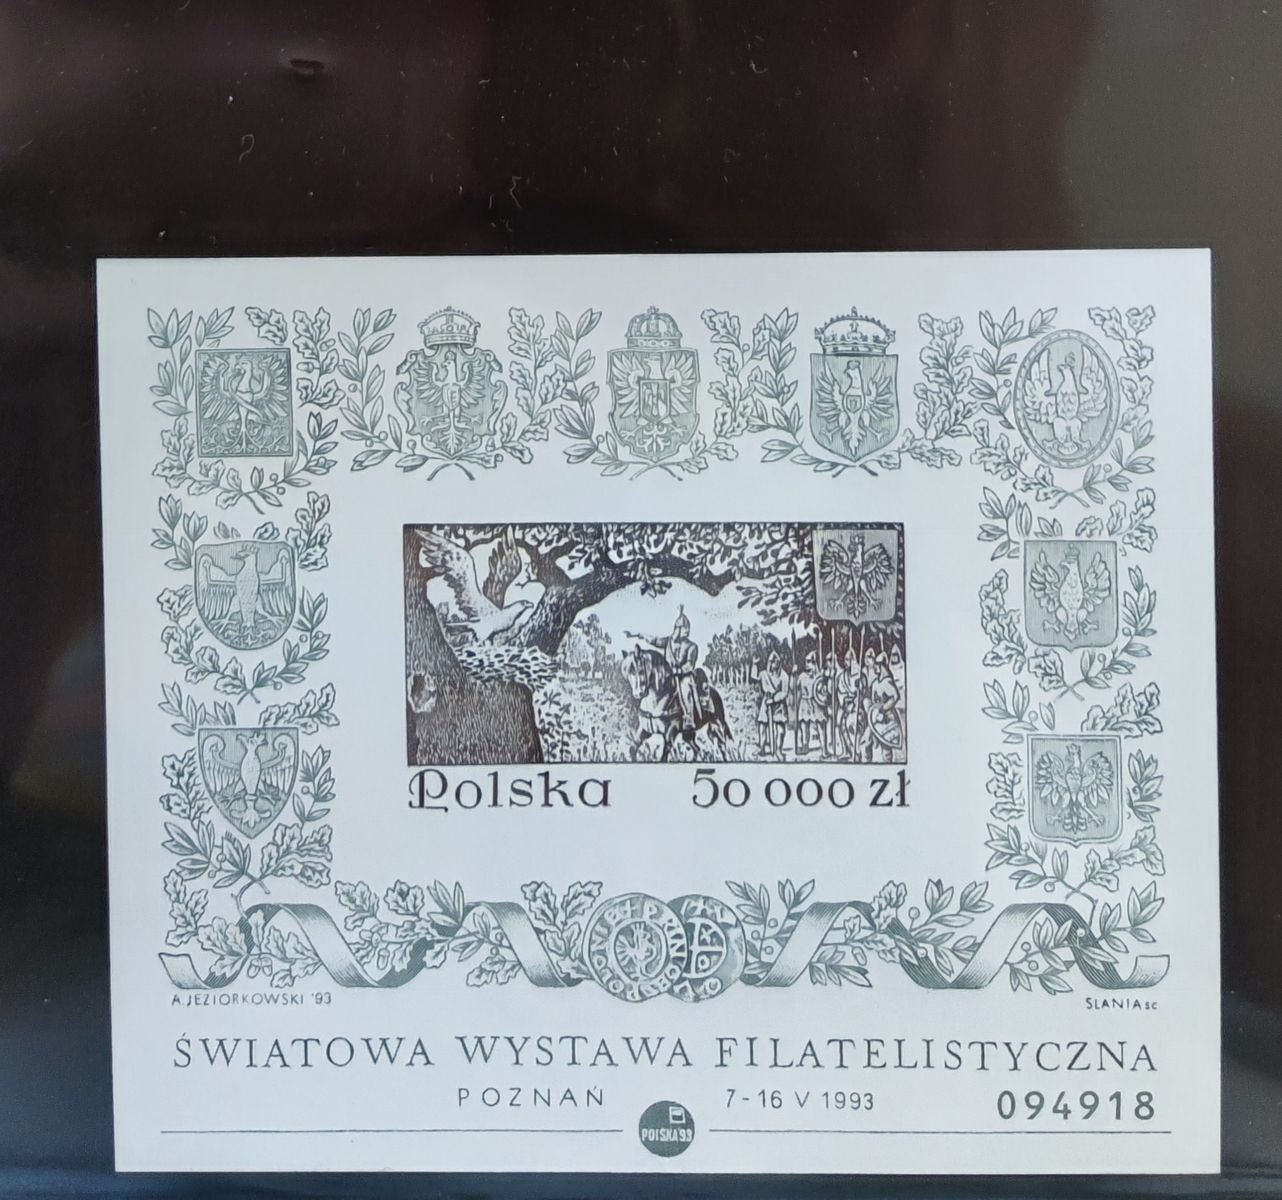 Polska 50 000 zł
A. JEZIORKOWSKI '93
SLANIA sc.
ŚWIATOWA WYSTAWA FILATELISTYCZNA
POZNAŃ 7 - 16 V 1993
094918
POLSKA'93